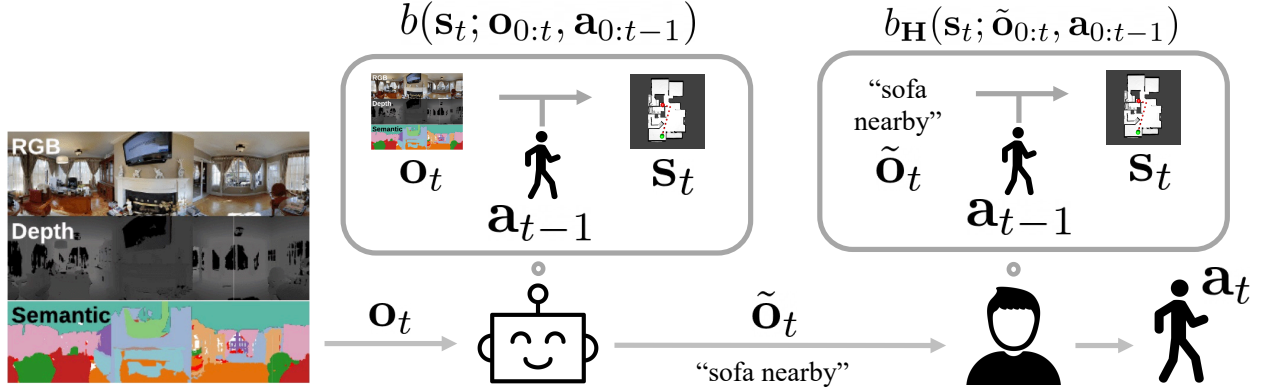 b(s_t; o_{0:t}, a_{0:t−1})
b_H(s_t; õ_{0:t}, a_{0:t−1})
RGB
Depth
Semantic
o_t
s_t
a_{t−1}
“sofa
nearby”
õ_t
s_t
a_{t−1}
RGB
Depth
Semantic
o_t
õ_t
“sofa nearby”
a_t